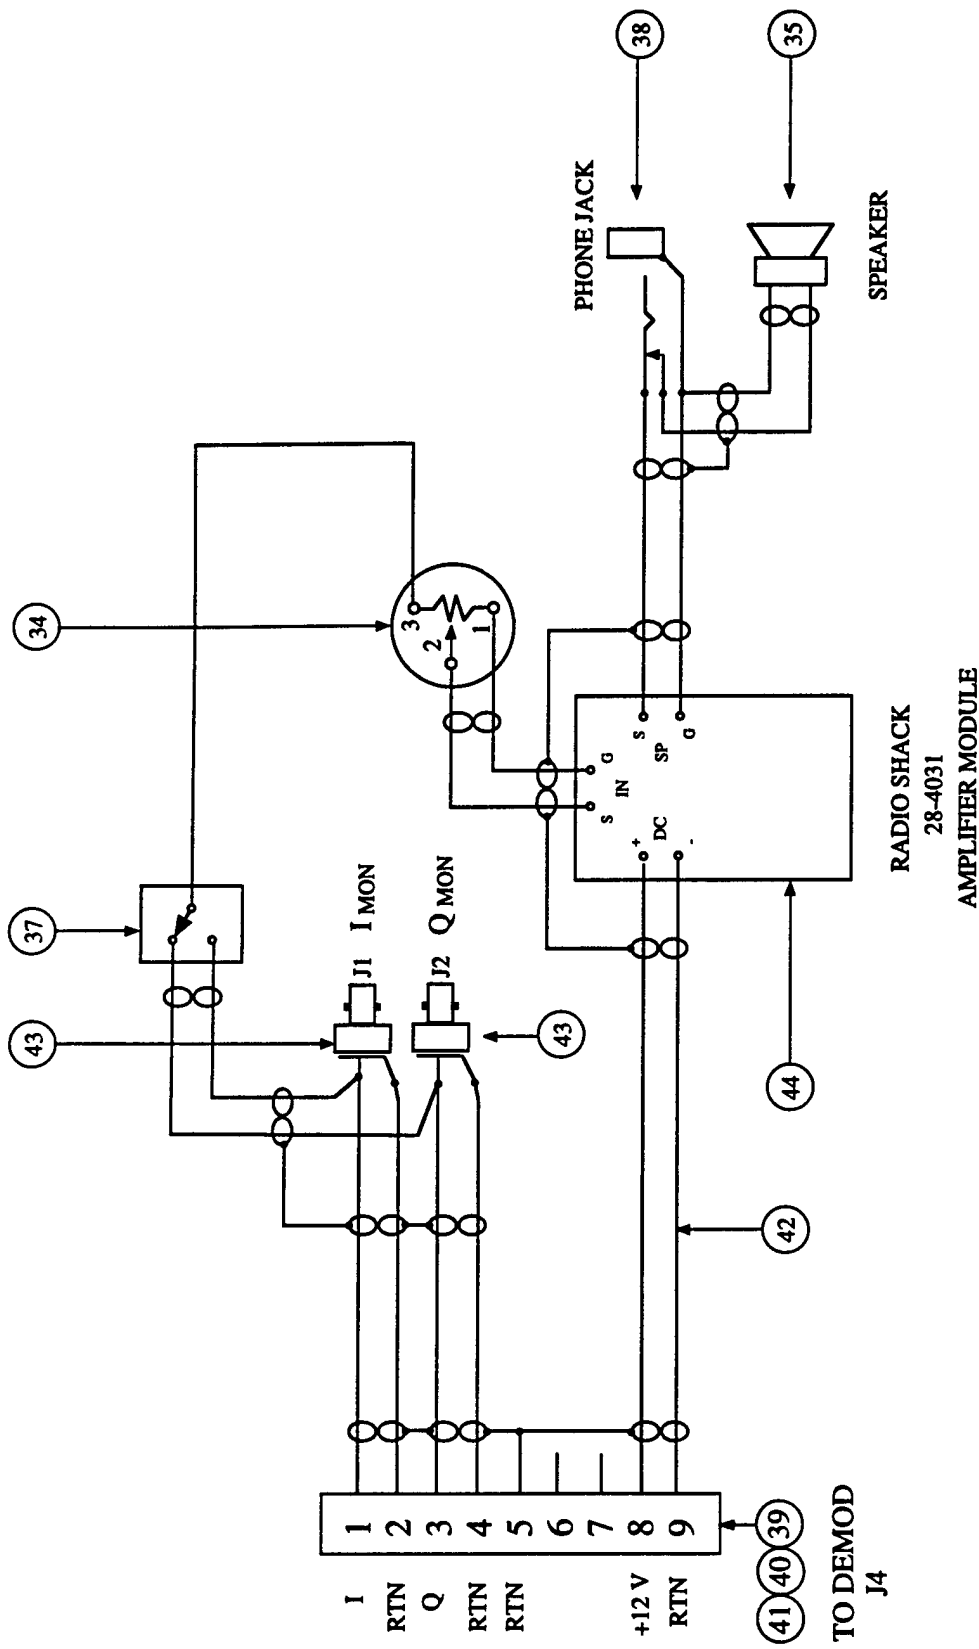 38
35
PHONE JACK
SPEAKER
34
3
2
1
S
SP
G
G
IN
S
+
DC
-
RADIO SHACK
28-4031
AMPLIFIER MODULE
37
J1 I MON
J2 Q MON
43
43
44
42
I 1
RTN 2
Q 3
RTN 4
RTN 5
6
7
+12 V 8
RTN 9
41 40 39
TO DEMOD
J4